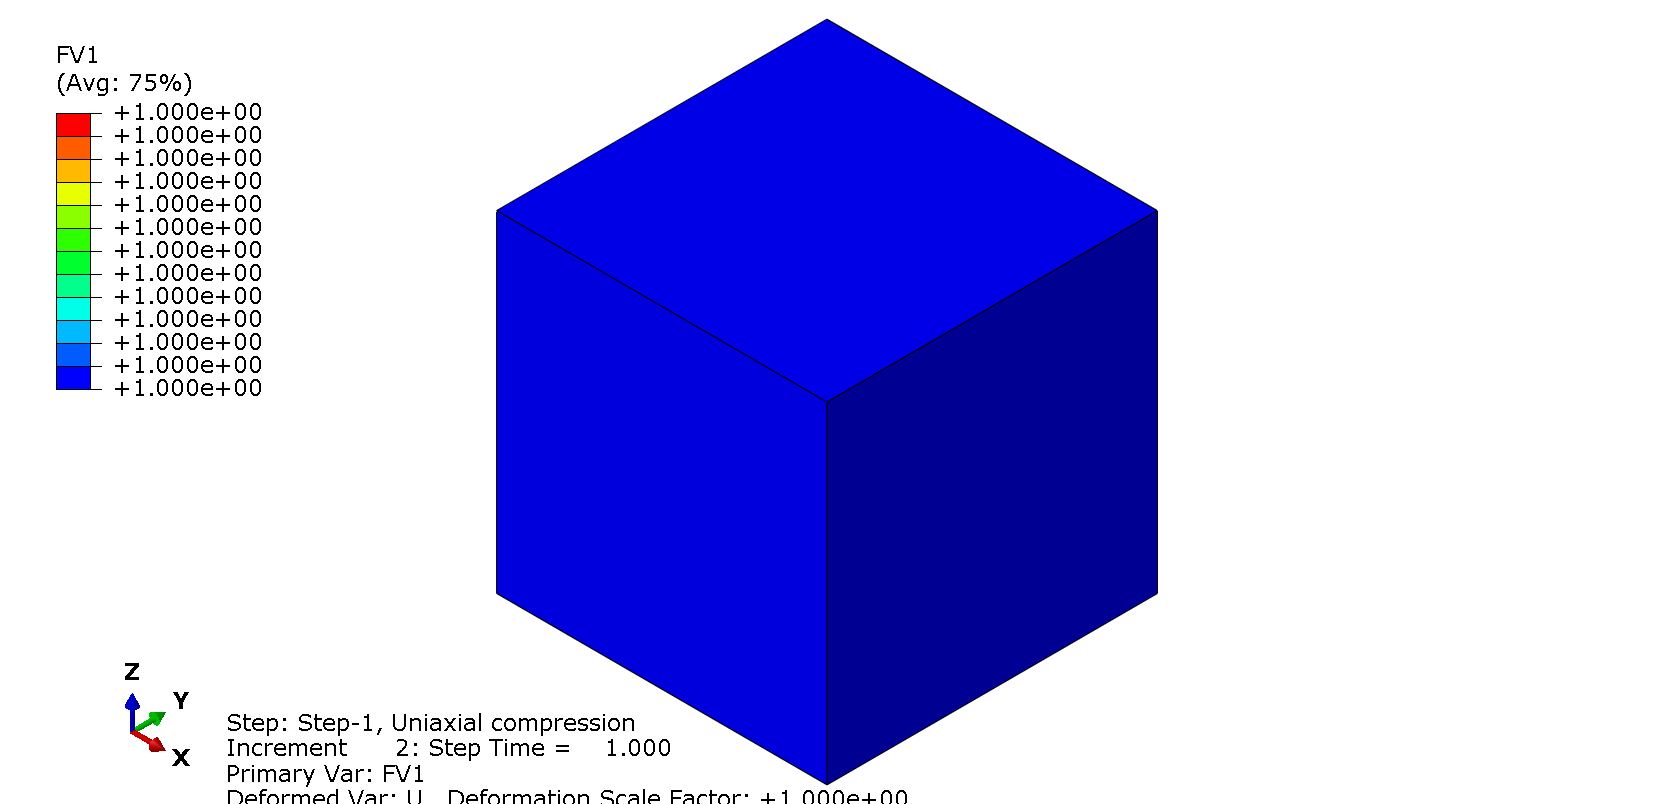 FV1
(Avg: 75%)
+1.000e+00
+1.000e+00
+1.000e+00
+1.000e+00
+1.000e+00
+1.000e+00
+1.000e+00
+1.000e+00
+1.000e+00
+1.000e+00
+1.000e+00
+1.000e+00
+1.000e+00
Z
Y
X
Step: Step-1, Uniaxial compression
Increment 2: Step Time = 1.000
Primary Var: FV1
Deformed Var: U Deformation Scale Factor: +1.000e+00